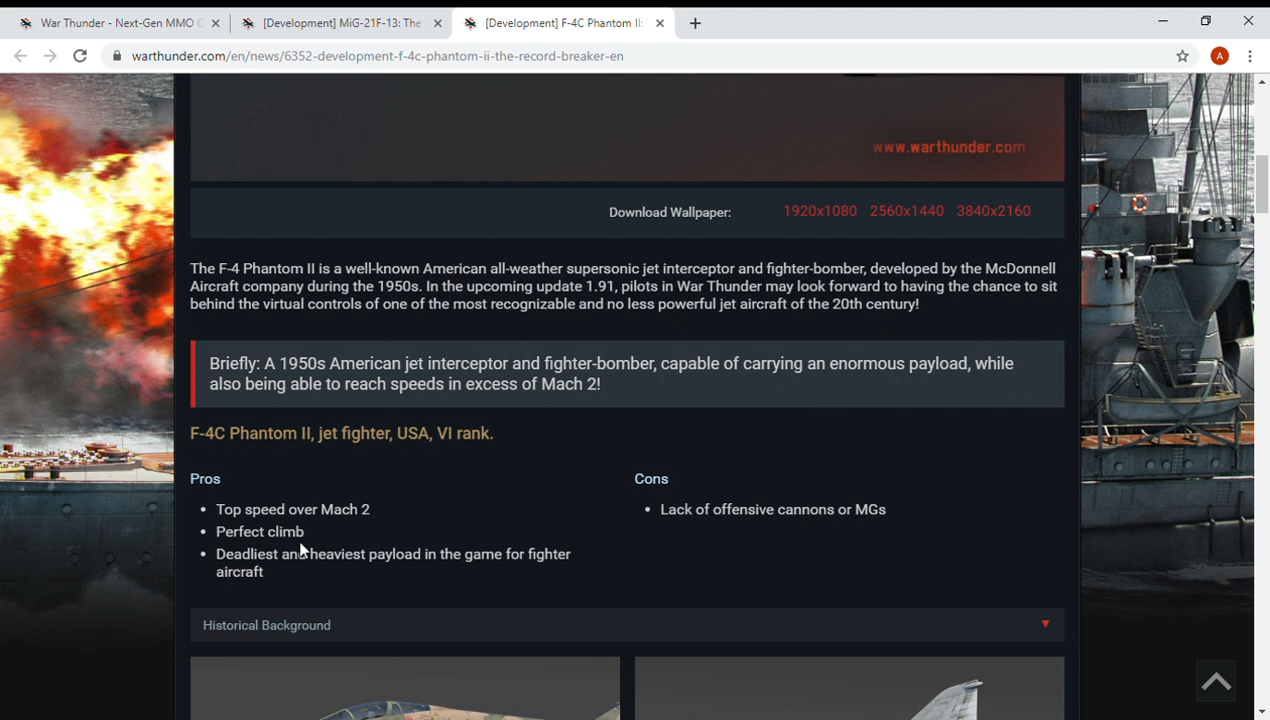 War Thunder - Next-Gen MMO C
[Development] MiG-21F-13: The
[Development] F-4C Phantom II:
warthunder.com/en/news/6352-development-f-4c-phantom-ii-the-record-breaker-en
A
www.warthunder.com
Download Wallpaper: 1920x1080 2560x1440 3840x2160
The F-4 Phantom II is a well-known American all-weather supersonic jet interceptor and fighter-bomber, developed by the McDonnell
Aircraft company during the 1950s. In the upcoming update 1.91, pilots in War Thunder may look forward to having the chance to sit
behind the virtual controls of one of the most recognizable and no less powerful jet aircraft of the 20th century!
Briefly: A 1950s American jet interceptor and fighter-bomber, capable of carrying an enormous payload, while
also being able to reach speeds in excess of Mach 2!
F-4C Phantom II, jet fighter, USA, VI rank.
Pros
• Top speed over Mach 2
• Perfect climb
• Deadliest and heaviest payload in the game for fighter
aircraft
Cons
• Lack of offensive cannons or MGs
Historical Background